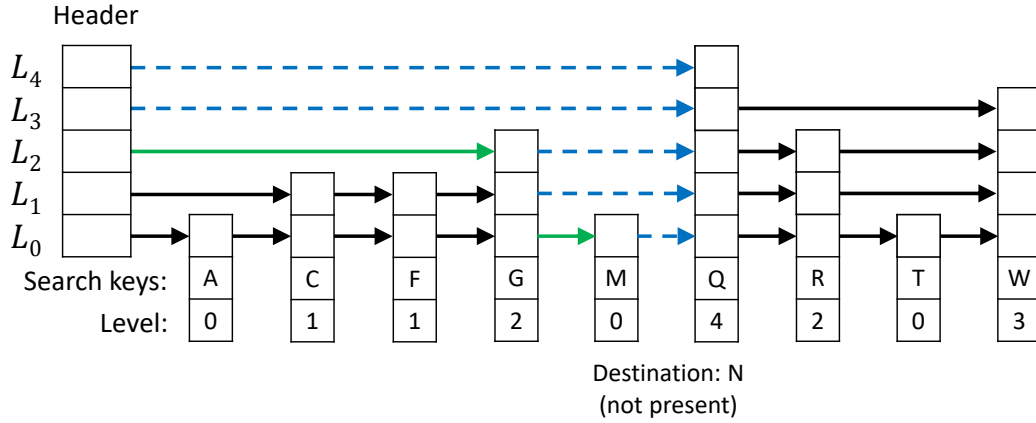 Header
L4
L3
L2
L1
L0
Search keys: A C F G M Q R T W
Level: 0 1 1 2 0 4 2 0 3
Destination: N
(not present)